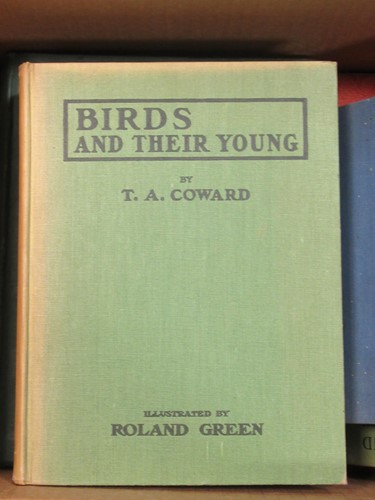 BIRDS
AND THEIR YOUNG
BY
T. A. COWARD
ILLUSTRATED BY
ROLAND GREEN